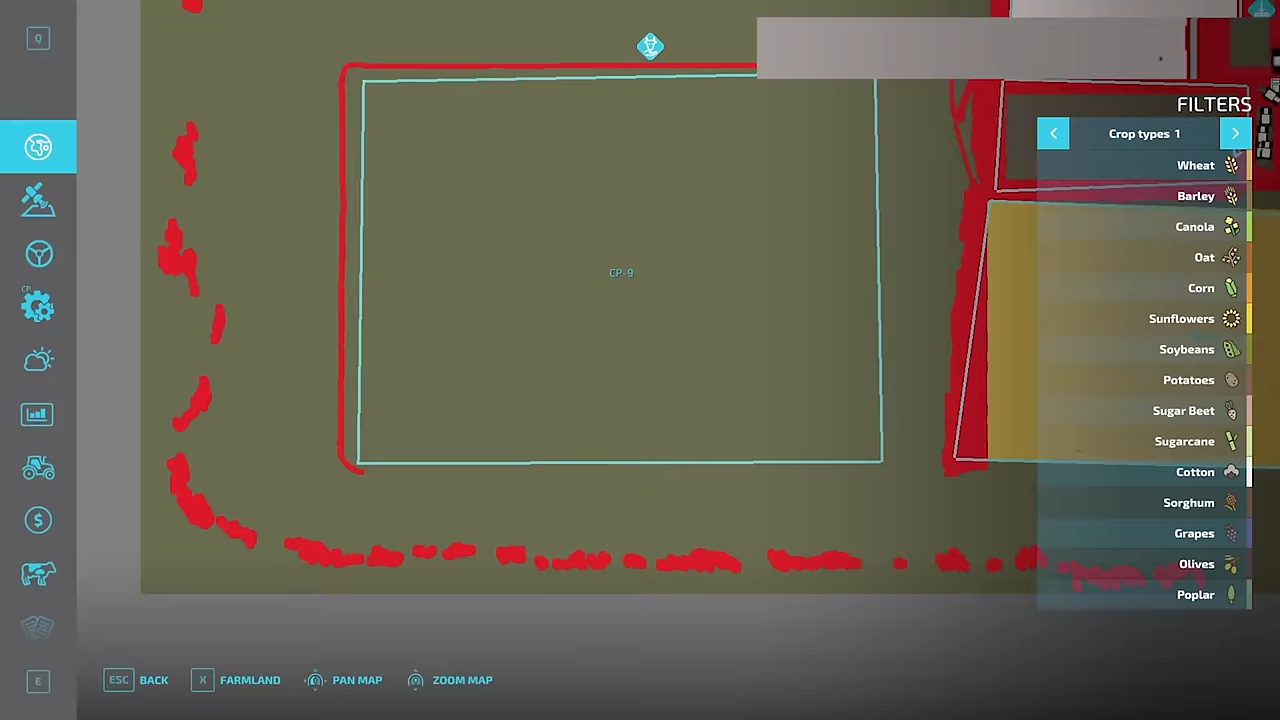 Q
FILTERS
Crop types 1
Wheat
Barley
Canola
Oat
CP-9
CP
Corn
Sunflowers
Soybeans
Potatoes
Sugar Beet
Sugarcane
Cotton
Sorghum
Grapes
Olives
Poplar
$
E
ESC BACK X FARMLAND PAN MAP ZOOM MAP